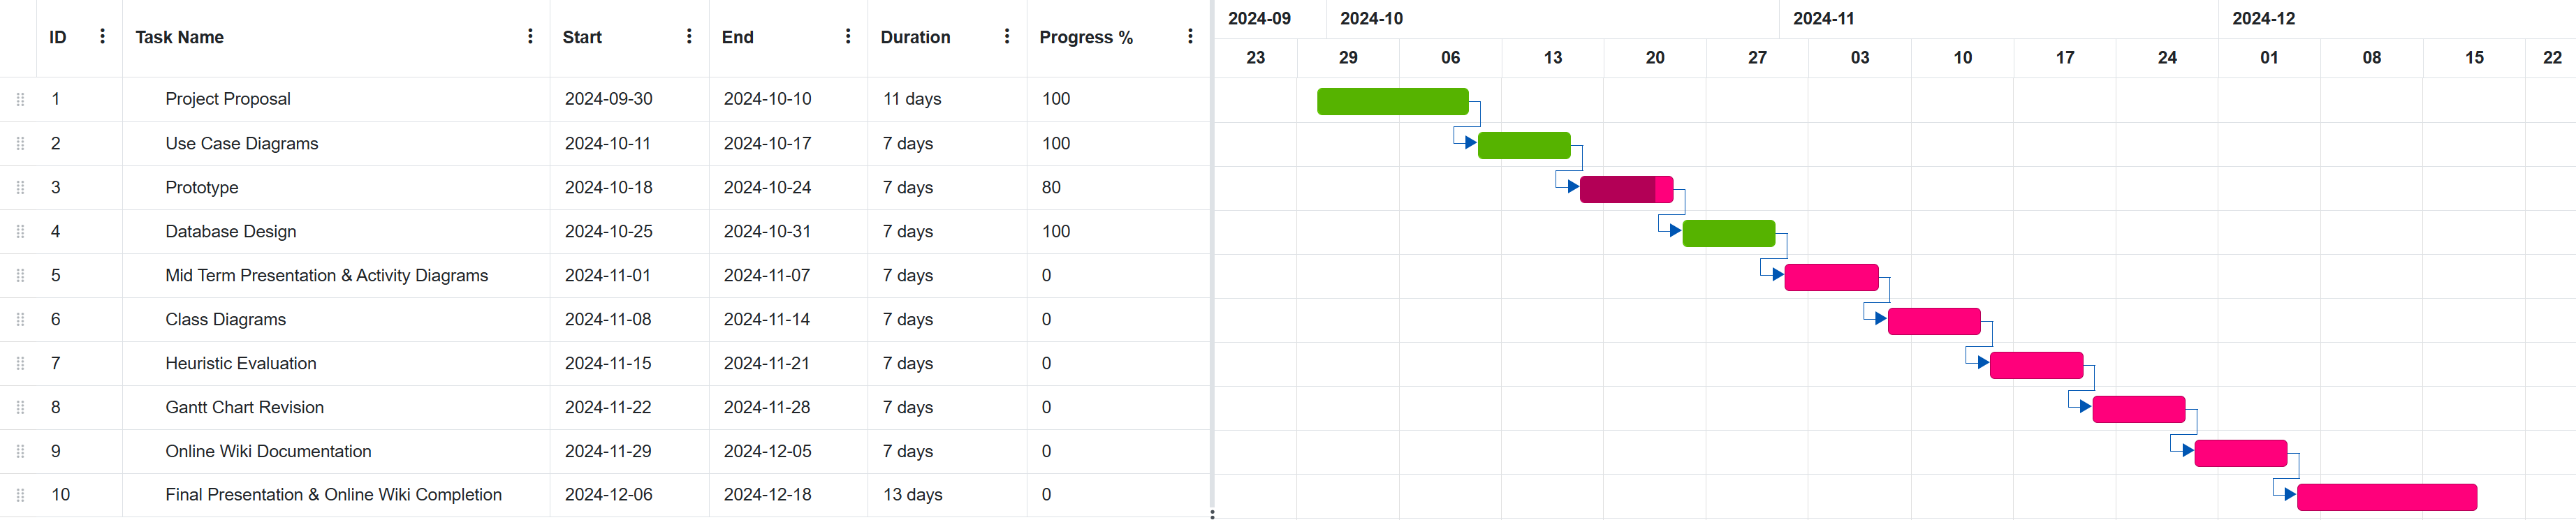 2024-09 2024-10 2024-11 2024-12
ID Task Name Start End Duration Progress %
23 29 06 13 20 27 03 10 17 24 01 08 15 22
1 Project Proposal 2024-09-30 2024-10-10 11 days 100
2 Use Case Diagrams 2024-10-11 2024-10-17 7 days 100
3 Prototype 2024-10-18 2024-10-24 7 days 80
4 Database Design 2024-10-25 2024-10-31 7 days 100
5 Mid Term Presentation & Activity Diagrams 2024-11-01 2024-11-07 7 days 0
6 Class Diagrams 2024-11-08 2024-11-14 7 days 0
7 Heuristic Evaluation 2024-11-15 2024-11-21 7 days 0
8 Gantt Chart Revision 2024-11-22 2024-11-28 7 days 0
9 Online Wiki Documentation 2024-11-29 2024-12-05 7 days 0
10 Final Presentation & Online Wiki Completion 2024-12-06 2024-12-18 13 days 0